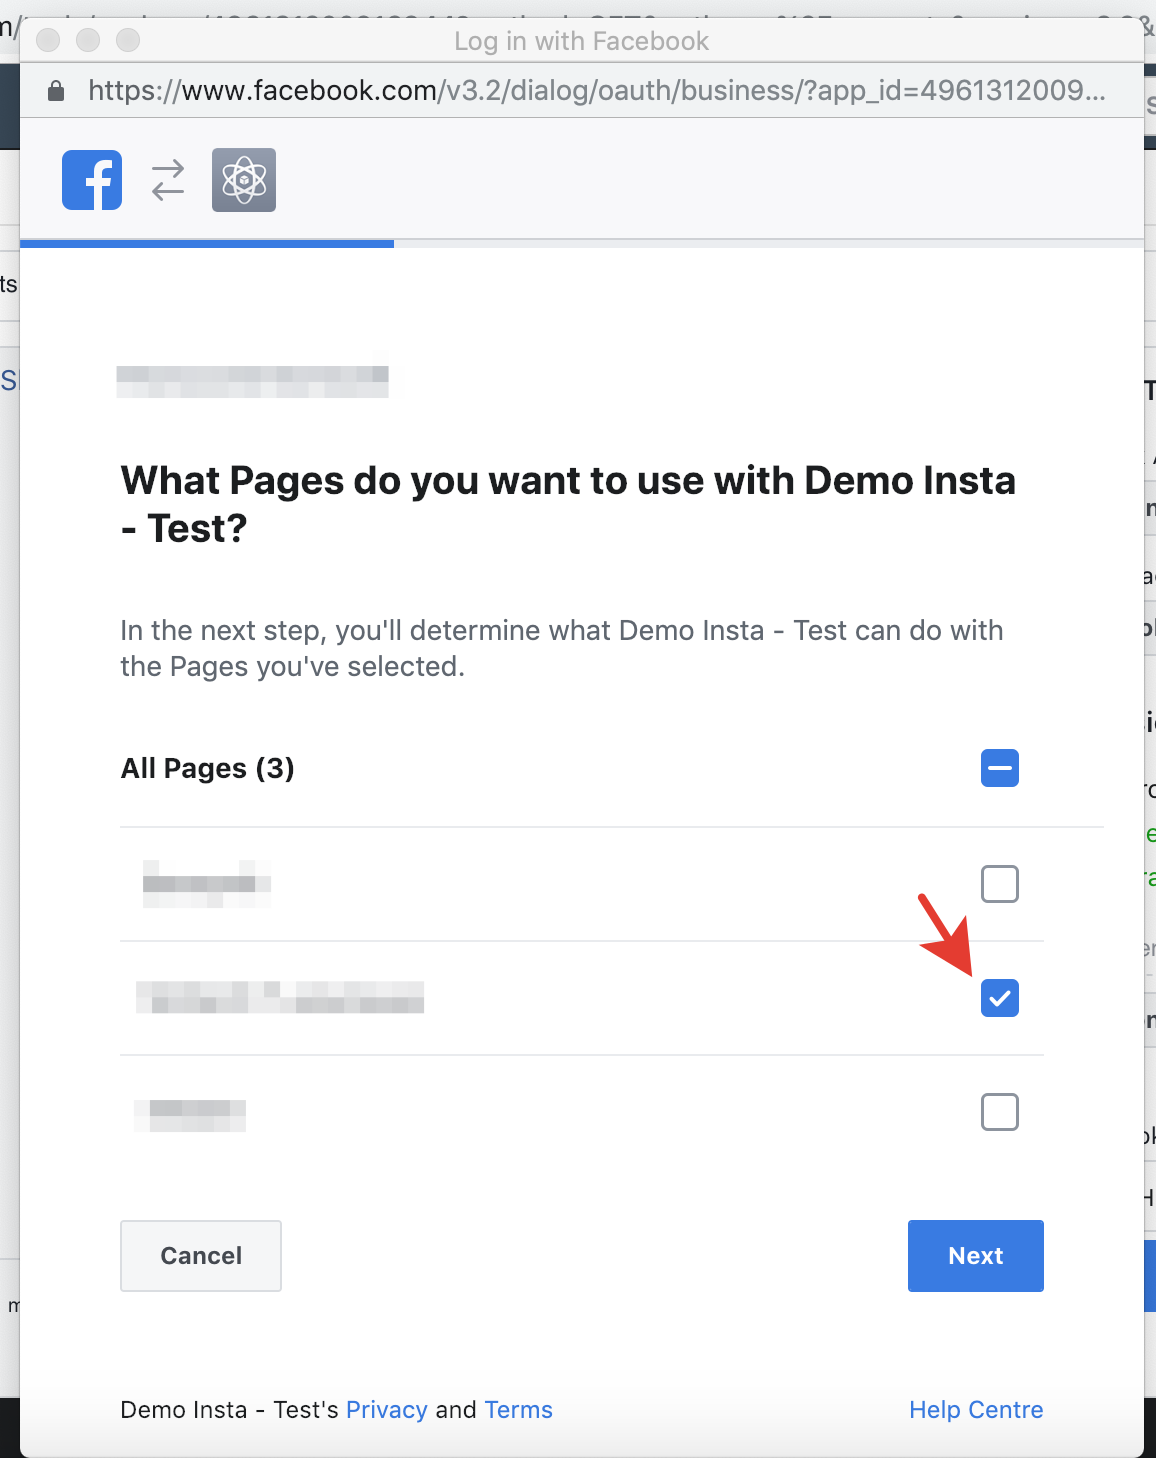 Log in with Facebook
https://www.facebook.com/v3.2/dialog/oauth/business/?app_id=4961312009...
What Pages do you want to use with Demo Insta
- Test?
In the next step, you'll determine what Demo Insta - Test can do with
the Pages you've selected.
All Pages (3)
Cancel
Next
Demo Insta - Test's Privacy and Terms
Help Centre